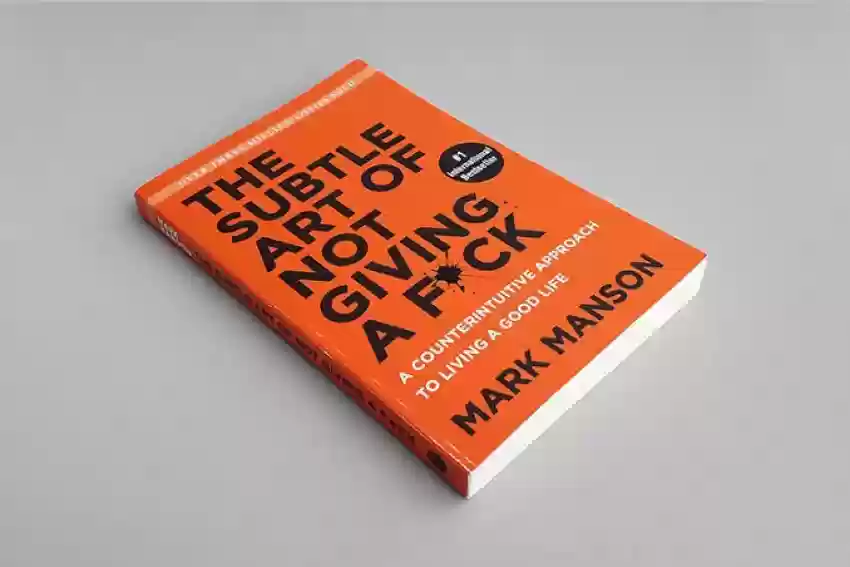 THE
SUBTLE
ART OF
NOT
GIVING
A F*CK
#1
International
Bestseller
A COUNTERINTUITIVE APPROACH
TO LIVING A GOOD LIFE
MARK MANSON